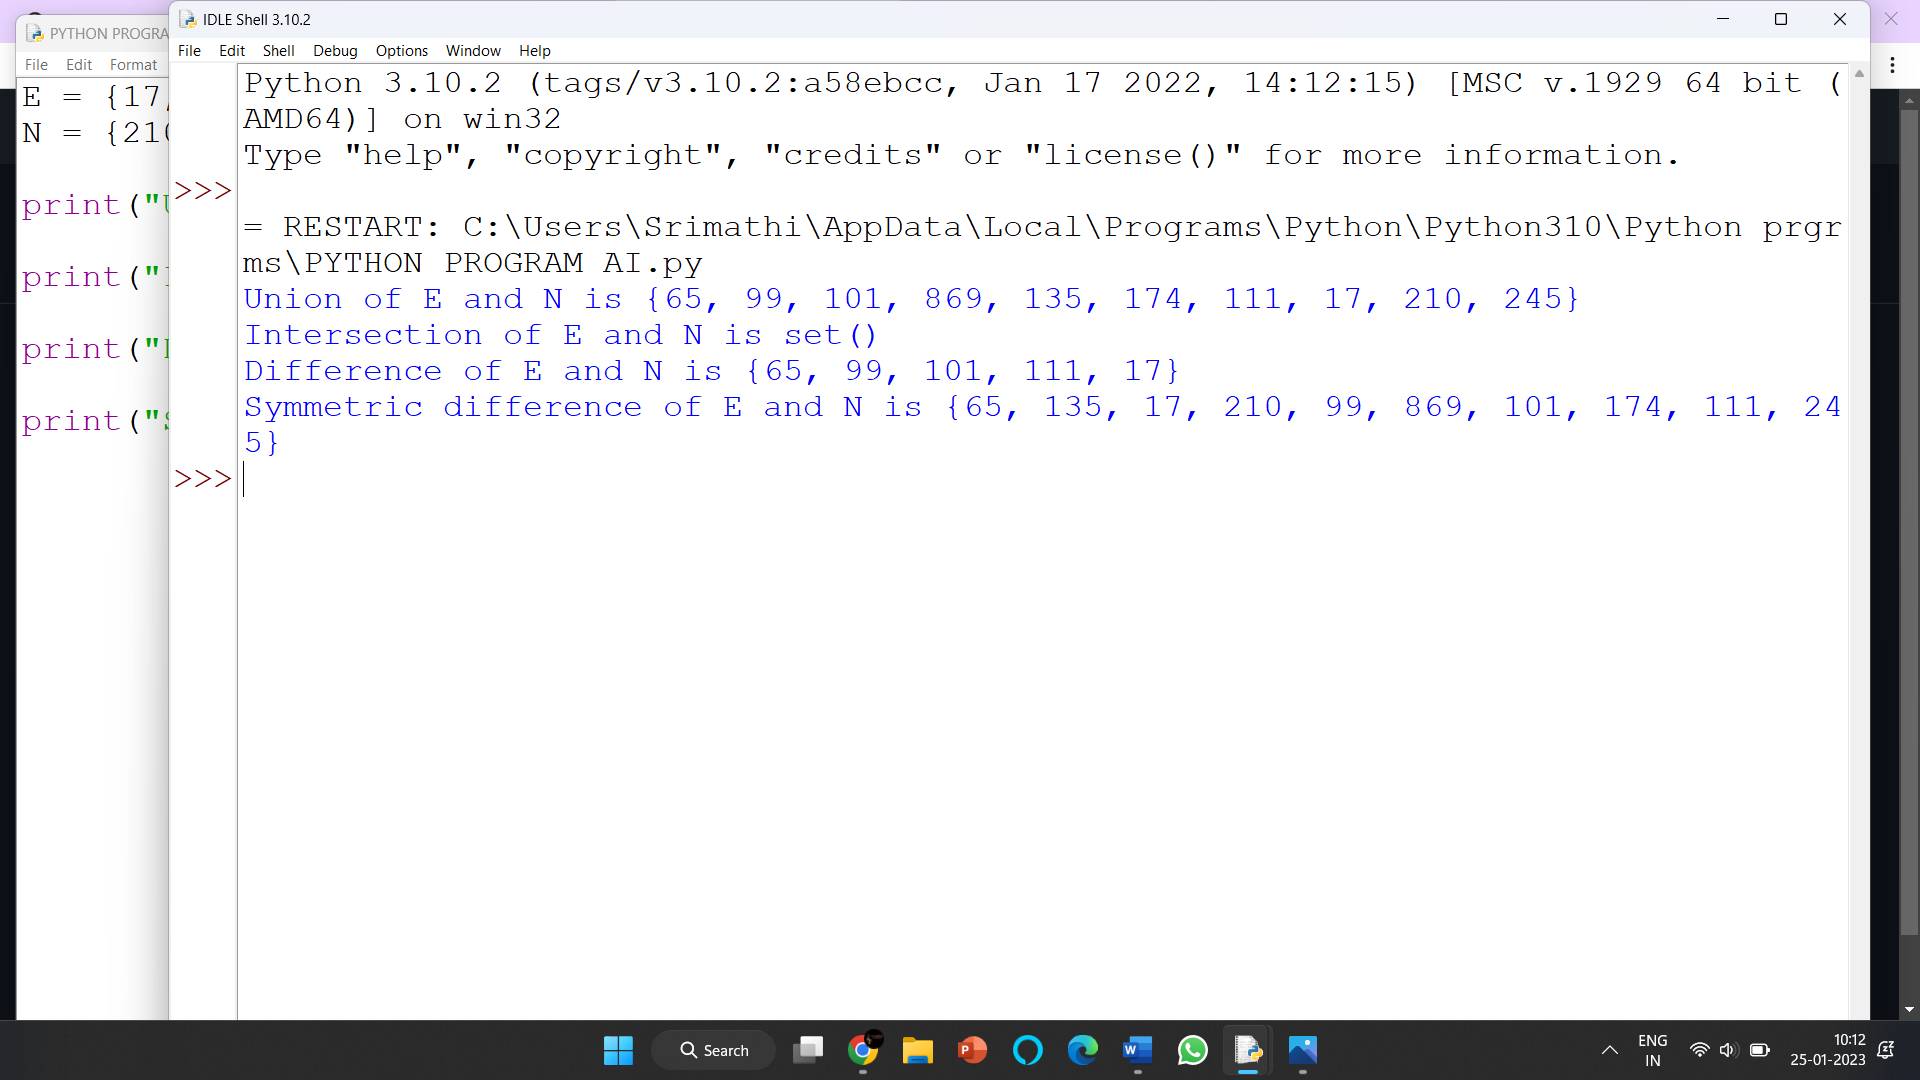 PYTHON PROGRA
File Edit Format
E = {17,
N = {210
print("U
print("
print("
print("S
IDLE Shell 3.10.2
File Edit Shell Debug Options Window Help
Python 3.10.2 (tags/v3.10.2:a58ebcc, Jan 17 2022, 14:12:15) [MSC v.1929 64 bit (
AMD64)] on win32
Type "help", "copyright", "credits" or "license()" for more information.
>>>
= RESTART: C:\Users\Srimathi\AppData\Local\Programs\Python\Python310\Python prgr
ms\PYTHON PROGRAM AI.py
Union of E and N is {65, 99, 101, 869, 135, 174, 111, 17, 210, 245}
Intersection of E and N is set()
Difference of E and N is {65, 99, 101, 111, 17}
Symmetric difference of E and N is {65, 135, 17, 210, 99, 869, 101, 174, 111, 24
5}
>>>
Search
ENG
IN
10:12
25-01-2023